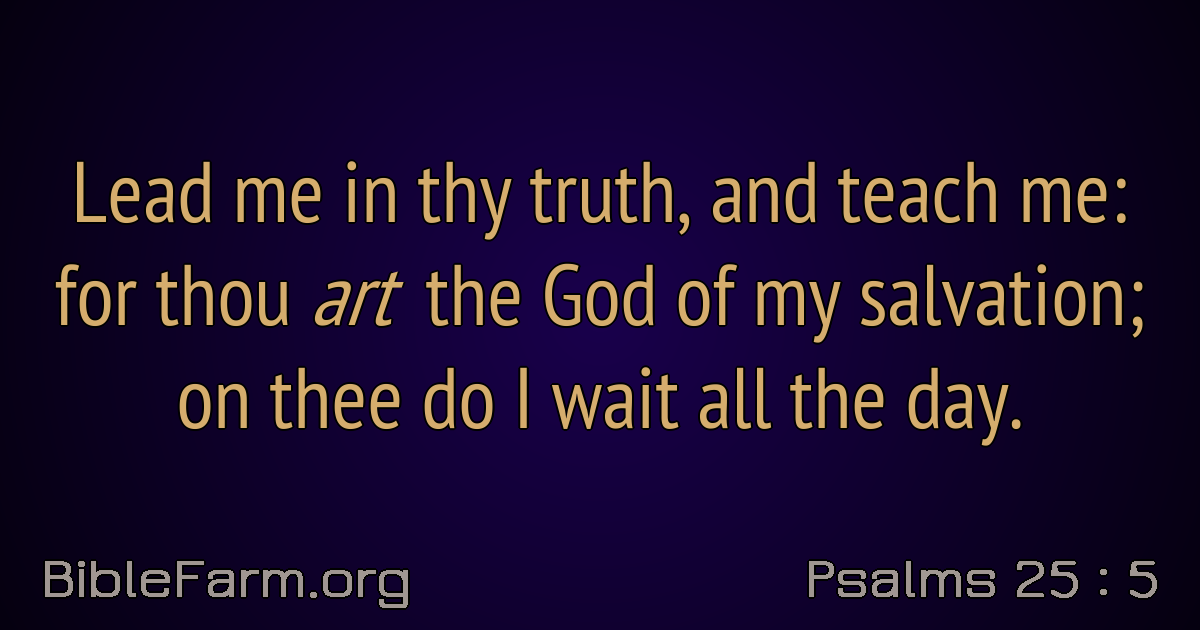 Lead me in thy truth, and teach me:
for thou art the God of my salvation;
on thee do I wait all the day.
BibleFarm.org
Psalms 25 : 5